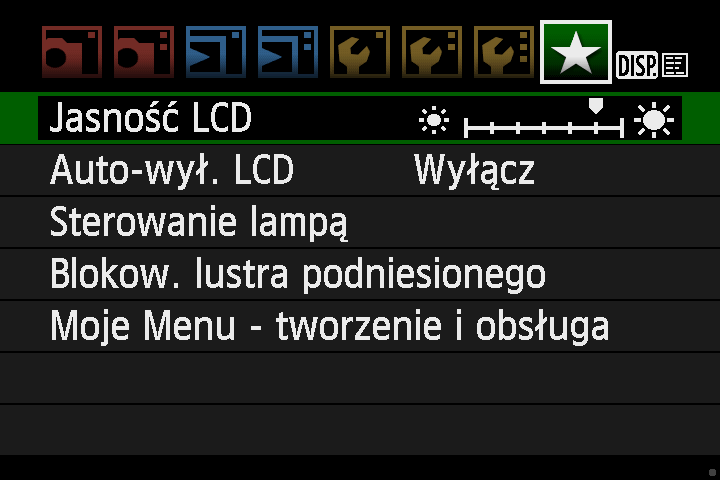 DISP.
Jasność LCD
Auto-wył. LCD Wyłącz
Sterowanie lampą
Blokow. lustra podniesionego
Moje Menu - tworzenie i obsługa